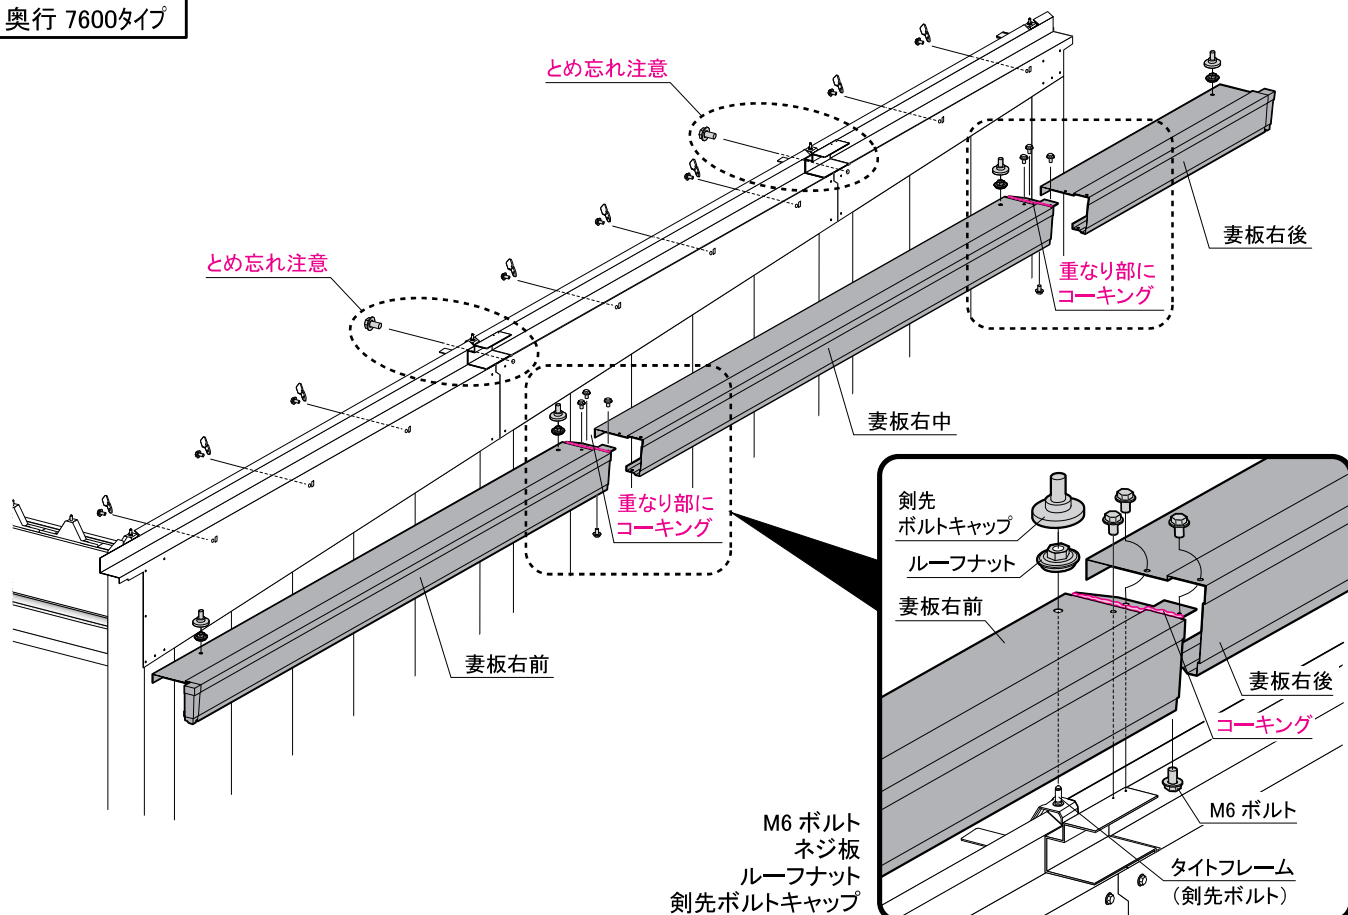 奥行 7600タイプ
とめ忘れ注意
とめ忘れ注意
妻板右後
重なり部に
コーキング
妻板右中
重なり部に
コーキング
妻板右前
剣先
ボルトキャップ
ルーフナット
妻板右前
妻板右後
コーキング
M6 ボルト
タイトフレーム
（剣先ボルト）
M6 ボルト
ネジ板
ルーフナット
剣先ボルトキャップ